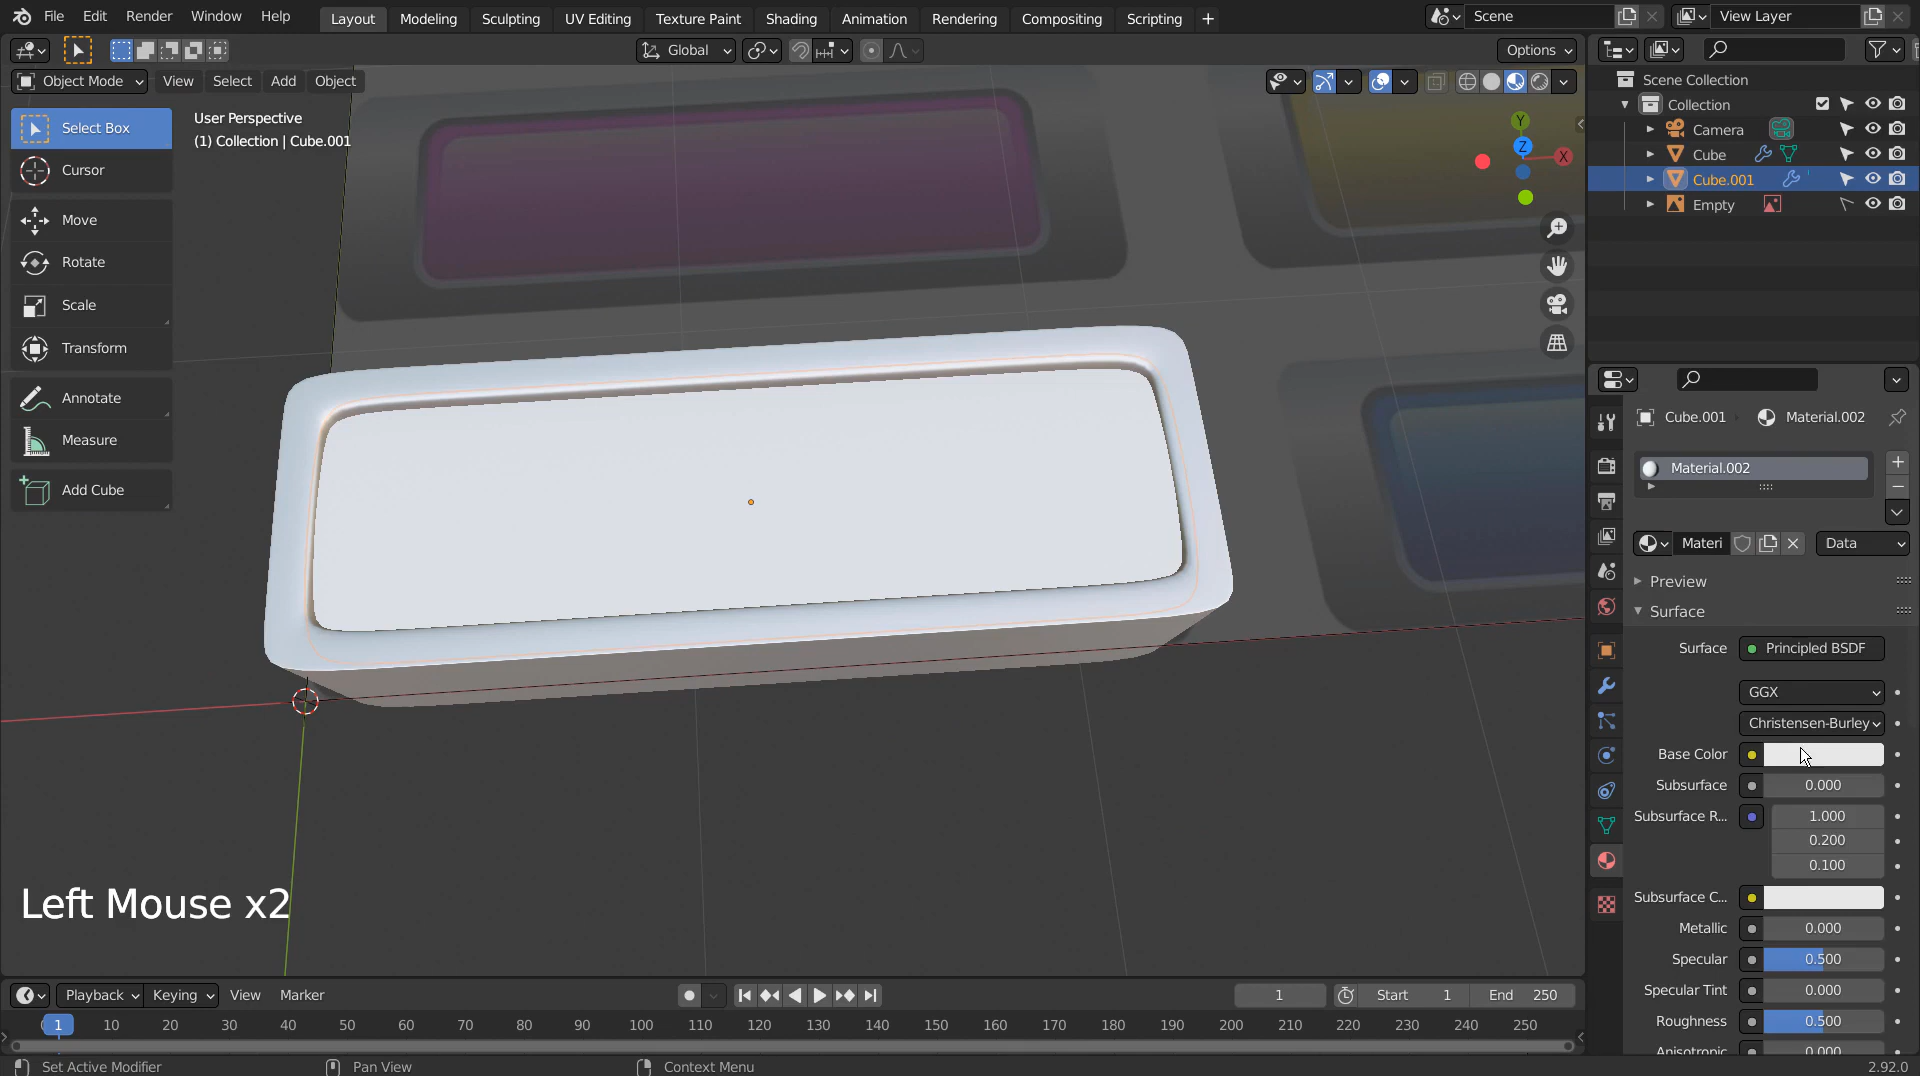 File Edit Render Window Help Layout Modeling Sculpting UV Editing Texture Paint Shading Animation Rendering Compositing Scripting + Scene View Layer
Global Options
Object Mode View Select Add Object
Scene Collection
Collection
Camera
Cube
Cube.001
Empty
Select Box
Cursor
Move
Rotate
Scale
Transform
Annotate
Measure
Add Cube
User Perspective
(1) Collection | Cube.001
Y
Z
X
Left Mouse x2
Cube.001 Material.002
Material.002
Materi Data
Preview
Surface
Surface Principled BSDF
GGX
Christensen-Burley
Base Color
Subsurface 0.000
Subsurface R... 1.000
0.200
0.100
Subsurface C...
Metallic 0.000
Specular 0.500
Specular Tint 0.000
Roughness 0.500
Anisotropic 0.000
Playback Keying View Marker 1 Start 1 End 250
1 10 20 30 40 50 60 70 80 90 100 110 120 130 140 150 160 170 180 190 200 210 220 230 240 250
Set Active Modifier Pan View Context Menu 2.92.0